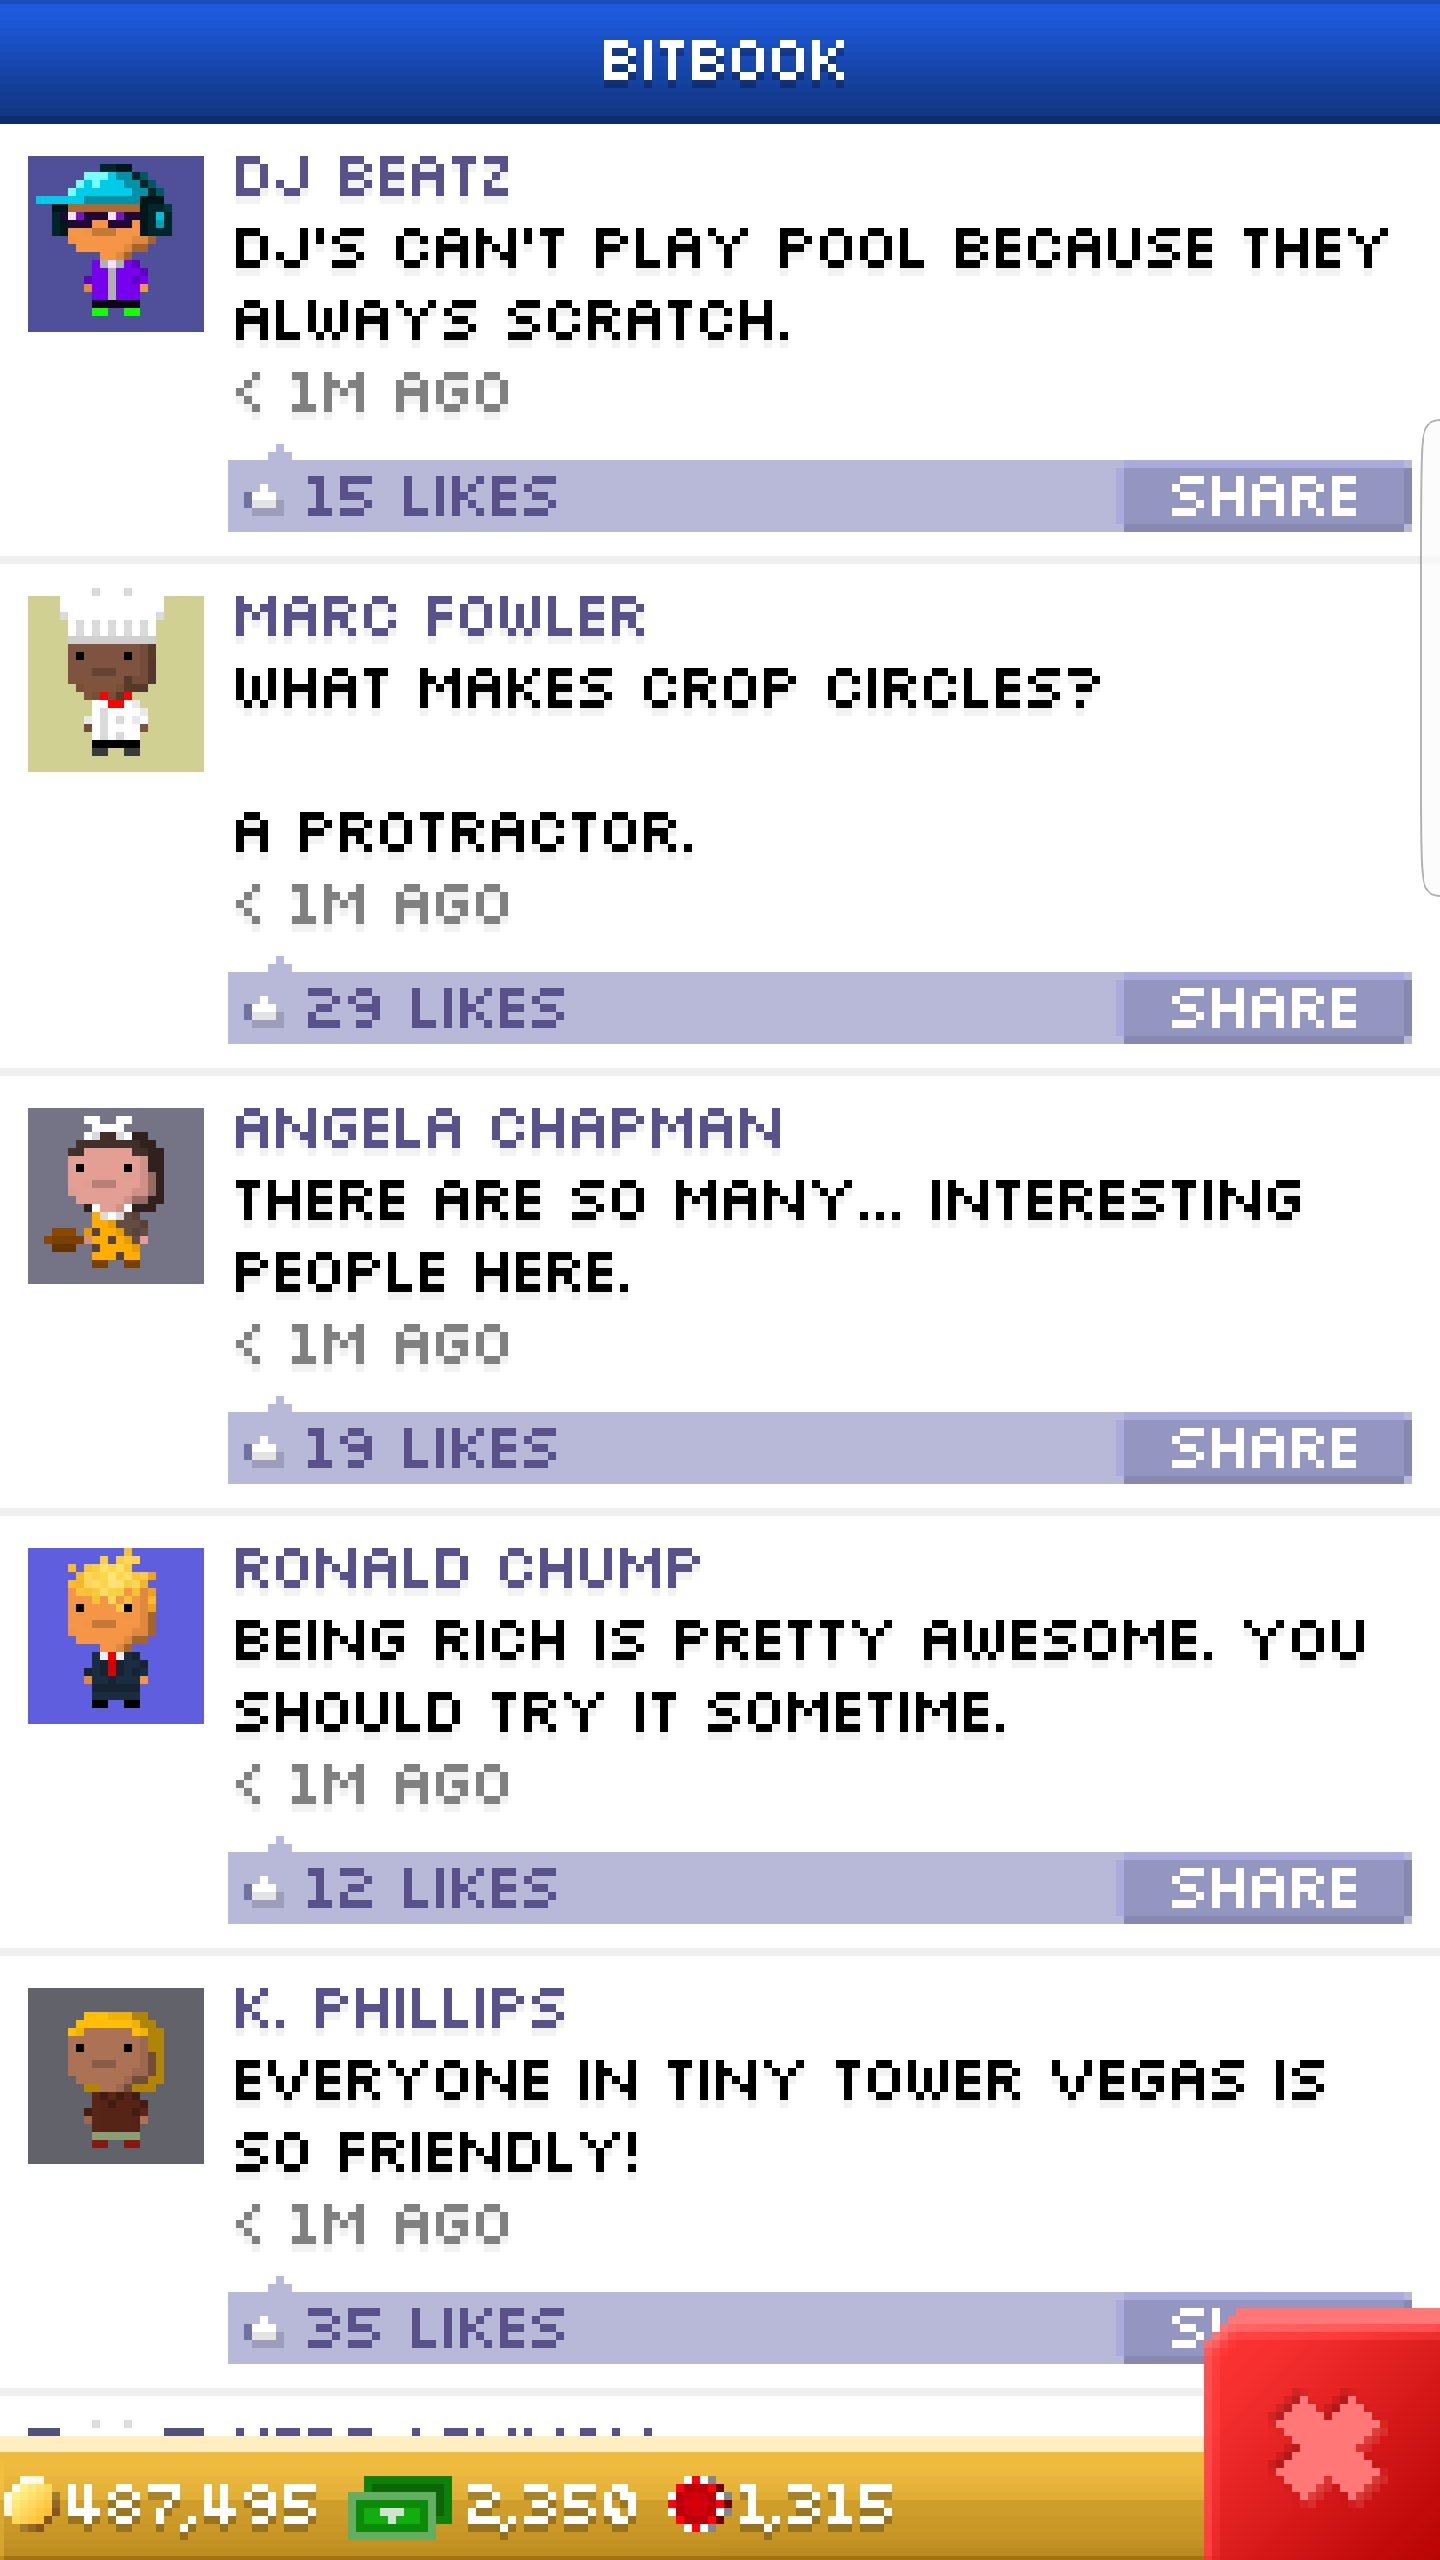 BITBOOK
DJ BEATZ
DJ'S CAN'T PLAY POOL BECAUSE THEY
ALWAYS SCRATCH.
< 1M AGO
15 LIKES SHARE
MARC FOWLER
WHAT MAKES CROP CIRCLES?
A PROTRACTOR.
< 1M AGO
29 LIKES SHARE
ANGELA CHAPMAN
THERE ARE SO MANY... INTERESTING
PEOPLE HERE.
< 1M AGO
19 LIKES SHARE
RONALD CHUMP
BEING RICH IS PRETTY AWESOME. YOU
SHOULD TRY IT SOMETIME.
< 1M AGO
12 LIKES SHARE
K. PHILLIPS
EVERYONE IN TINY TOWER VEGAS IS
SO FRIENDLY!
< 1M AGO
35 LIKES
487,495 2,350 1,315